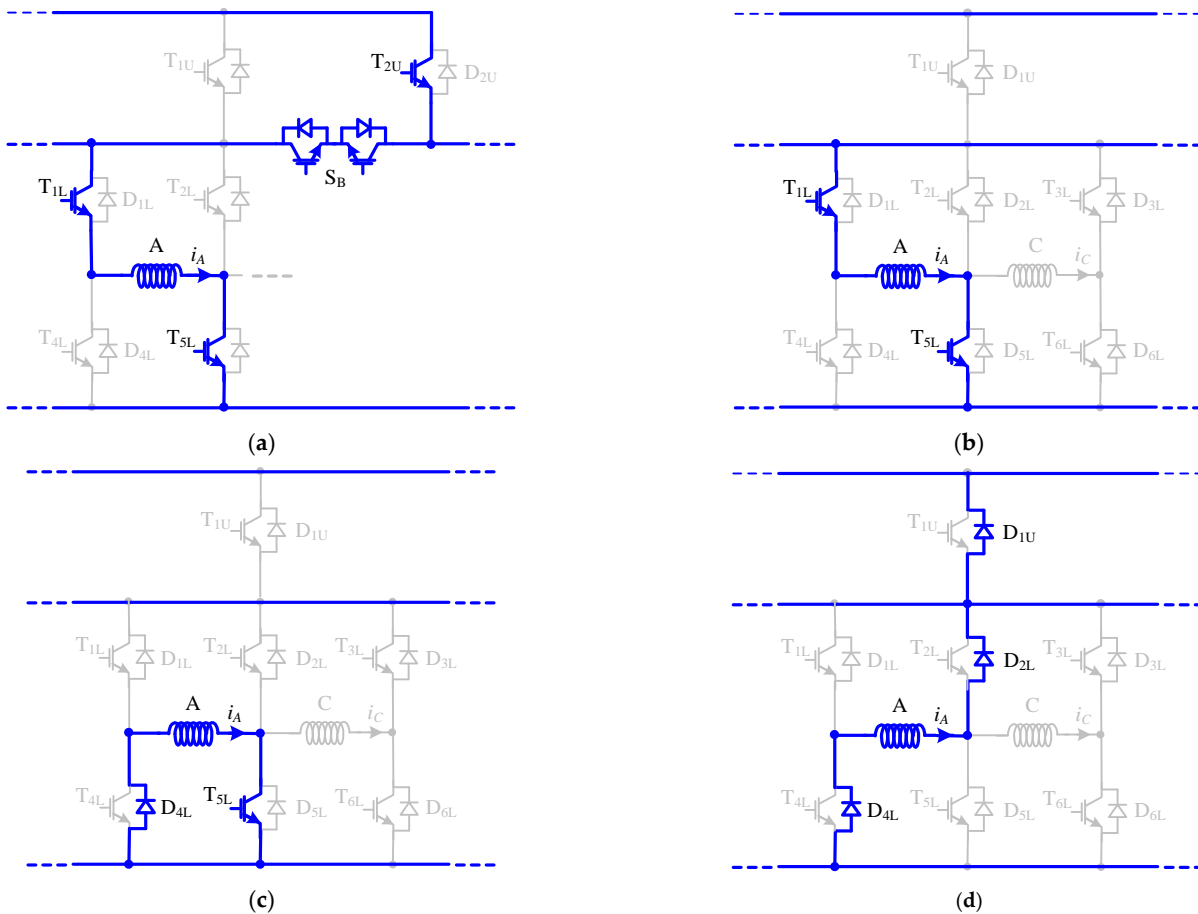 T1U
T2U
D2U
SB
T1L
D1L
T2L
A
iA
T4L
D4L
T5L
(a)
T1U
D1U
T1L
D1L
T2L
D2L
T3L
D3L
A
iA
C
iC
T4L
D4L
T5L
D5L
T6L
D6L
(b)
T1U
D1U
T1L
D1L
T2L
D2L
T3L
D3L
A
iA
C
iC
T4L
D4L
T5L
D5L
T6L
D6L
(c)
T1U
D1U
T1L
D1L
T2L
D2L
T3L
D3L
A
iA
C
iC
T4L
D4L
T5L
D5L
T6L
D6L
(d)